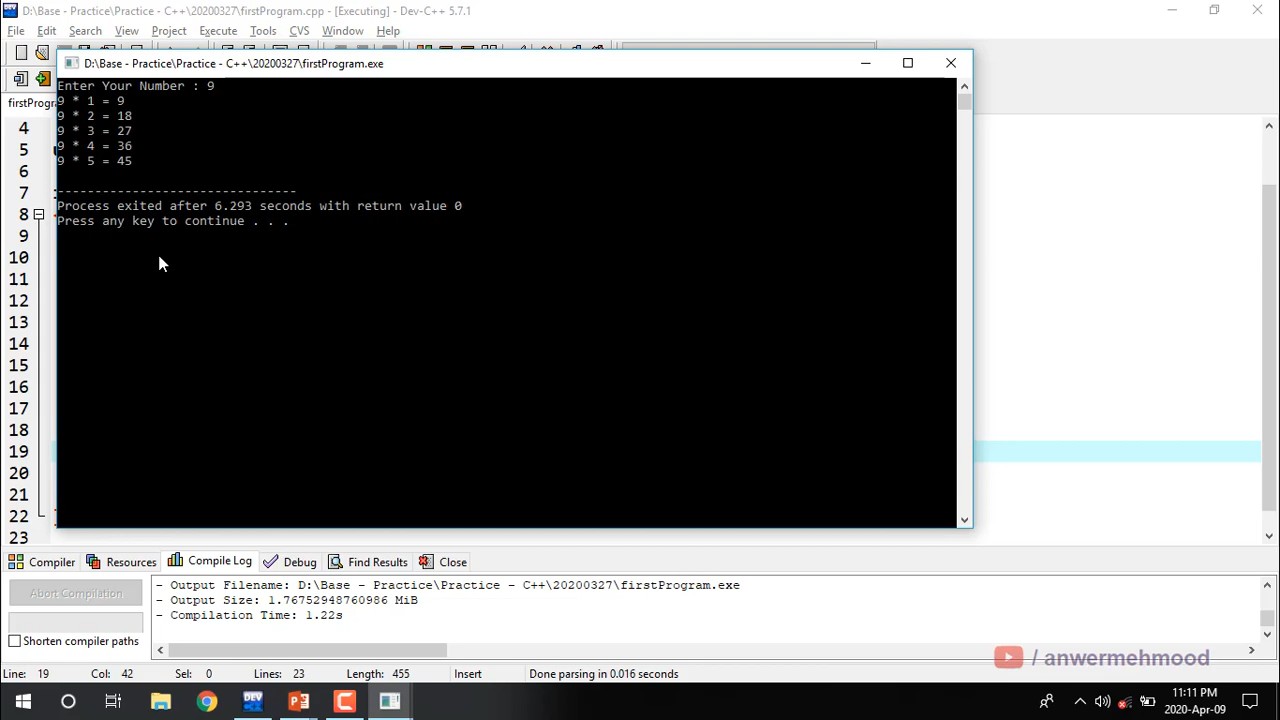 D:\Base - Practice\Practice - C++\20200327\firstProgram.cpp - [Executing] - Dev-C++ 5.7.1
File Edit Search View Project Execute Tools CVS Window Help
D:\Base - Practice\Practice - C++\20200327\firstProgram.exe
Enter Your Number : 9
9 * 1 = 9
9 * 2 = 18
9 * 3 = 27
9 * 4 = 36
9 * 5 = 45
--------------------------------
Process exited after 6.293 seconds with return value 0
Press any key to continue . . .
firstProgr
4
5
6
7
8
9
10
11
12
13
14
15
16
17
18
19
20
21
22
23
Compiler Resources Compile Log Debug Find Results Close
Abort Compilation
Shorten compiler paths
- Output Filename: D:\Base - Practice\Practice - C++\20200327\firstProgram.exe
- Output Size: 1.76752948760986 MiB
- Compilation Time: 1.22s
/ anwermehmood
Line: 19 Col: 42 Sel: 0 Lines: 23 Length: 455 Insert Done parsing in 0.016 seconds
DEV
11:11 PM
2020-Apr-09